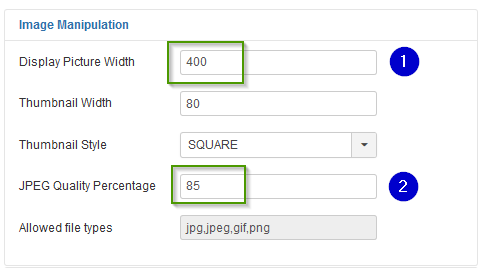 Image Manipulation
Display Picture Width 400 1
Thumbnail Width 80
Thumbnail Style SQUARE
JPEG Quality Percentage 85 2
Allowed file types jpg,jpeg,gif,png